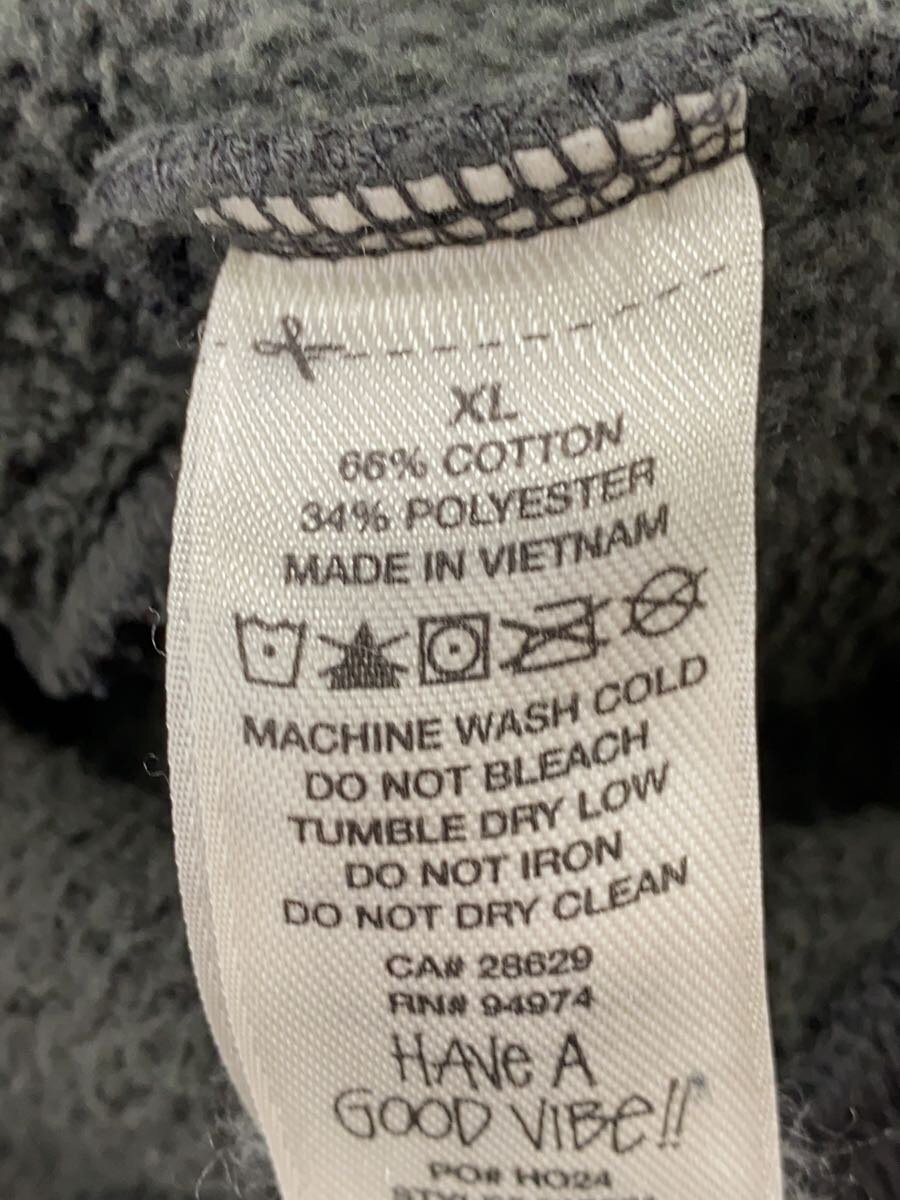 XL
66% COTTON
34% POLYESTER
MADE IN VIETNAM
MACHINE WASH COLD
DO NOT BLEACH
TUMBLE DRY LOW
DO NOT IRON
DO NOT DRY CLEAN
CA# 28629
RN# 94974
HAVe A
GOOD VIBe!!
PO# HO24